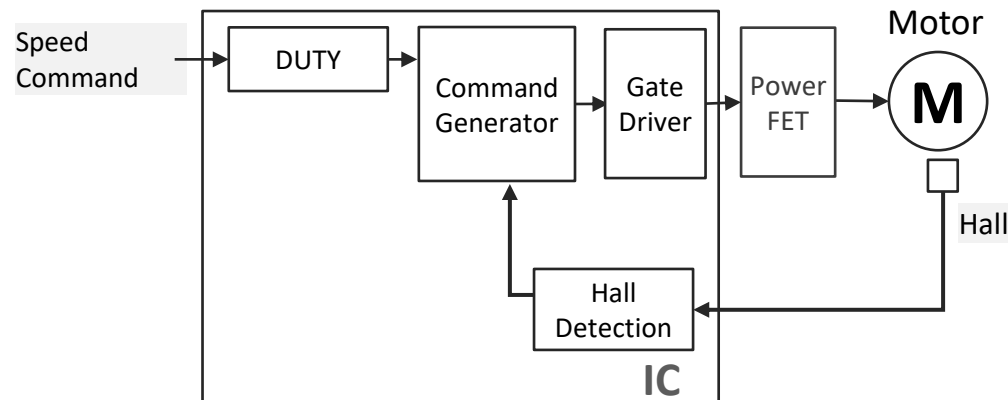 Speed
Command
DUTY
Command
Generator
Gate
Driver
Power
FET
Motor
M
Hall
Hall
Detection
IC